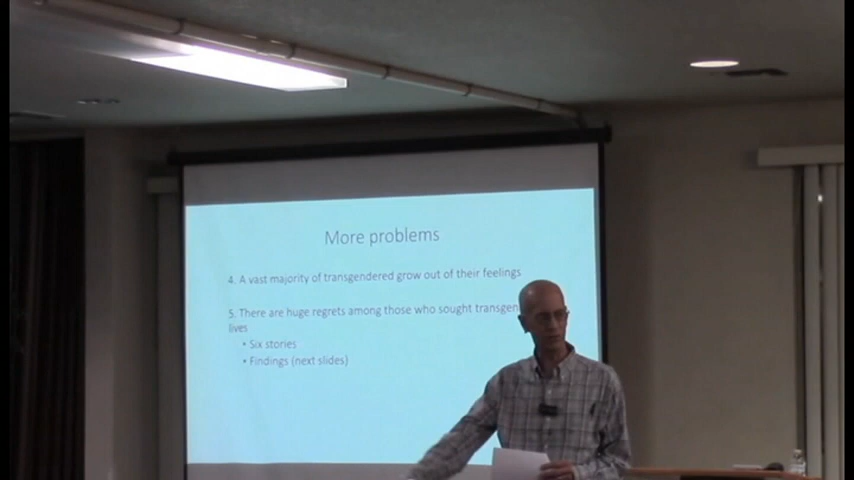 More problems
4. A vast majority of transgendered grow out of their feelings
5. There are huge regrets among those who sought transgen
lives
• Six stories
• Findings (next slides)